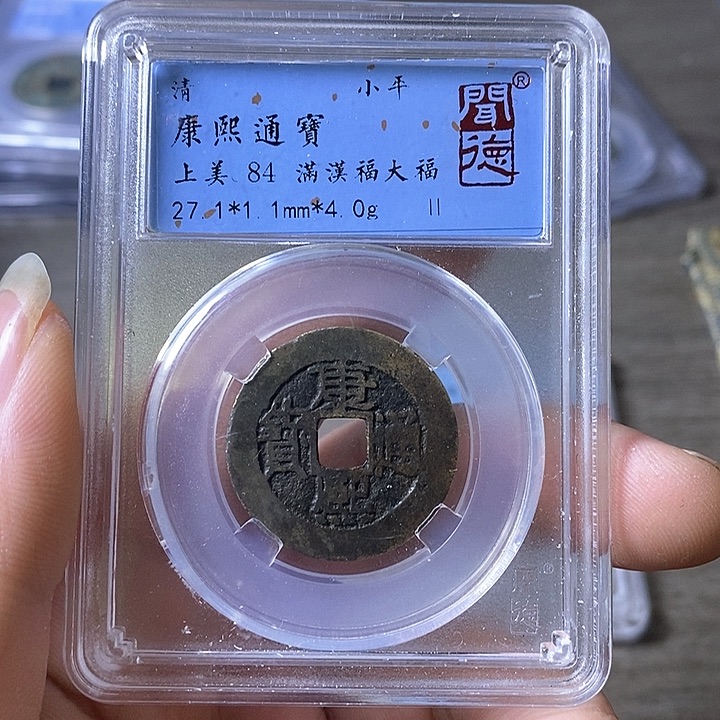 清 小平
康熙通寶
上美 84 滿漢福大福
27.1*1.1mm*4.0g II
聞德®
康熙通寶